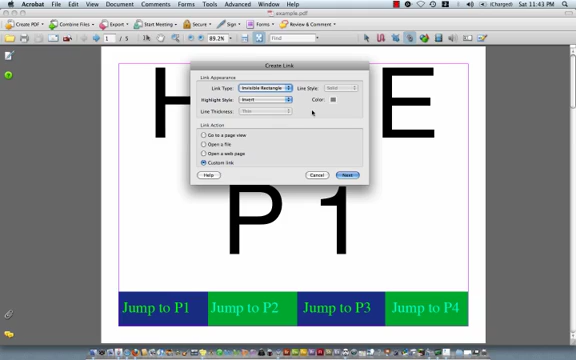 Acrobat File Edit View Document Comments Forms Tools Advanced Window Help
(Charged) Sat 11:43 PM
example.pdf
Create PDF Combine Files Export Start Meeting Secure Sign Forms Review & Comment
1 / 5 89.2% Find
Create Link
Link Appearance
Link Type: Invisible Rectangle Line Style: Solid
Highlight Style: Invert Color:
Line Thickness: Thin
Link Action
Go to a page view
Open a file
Open a web page
Custom link
Help Cancel Next
H E
P 1
Jump to P1 Jump to P2 Jump to P3 Jump to P4